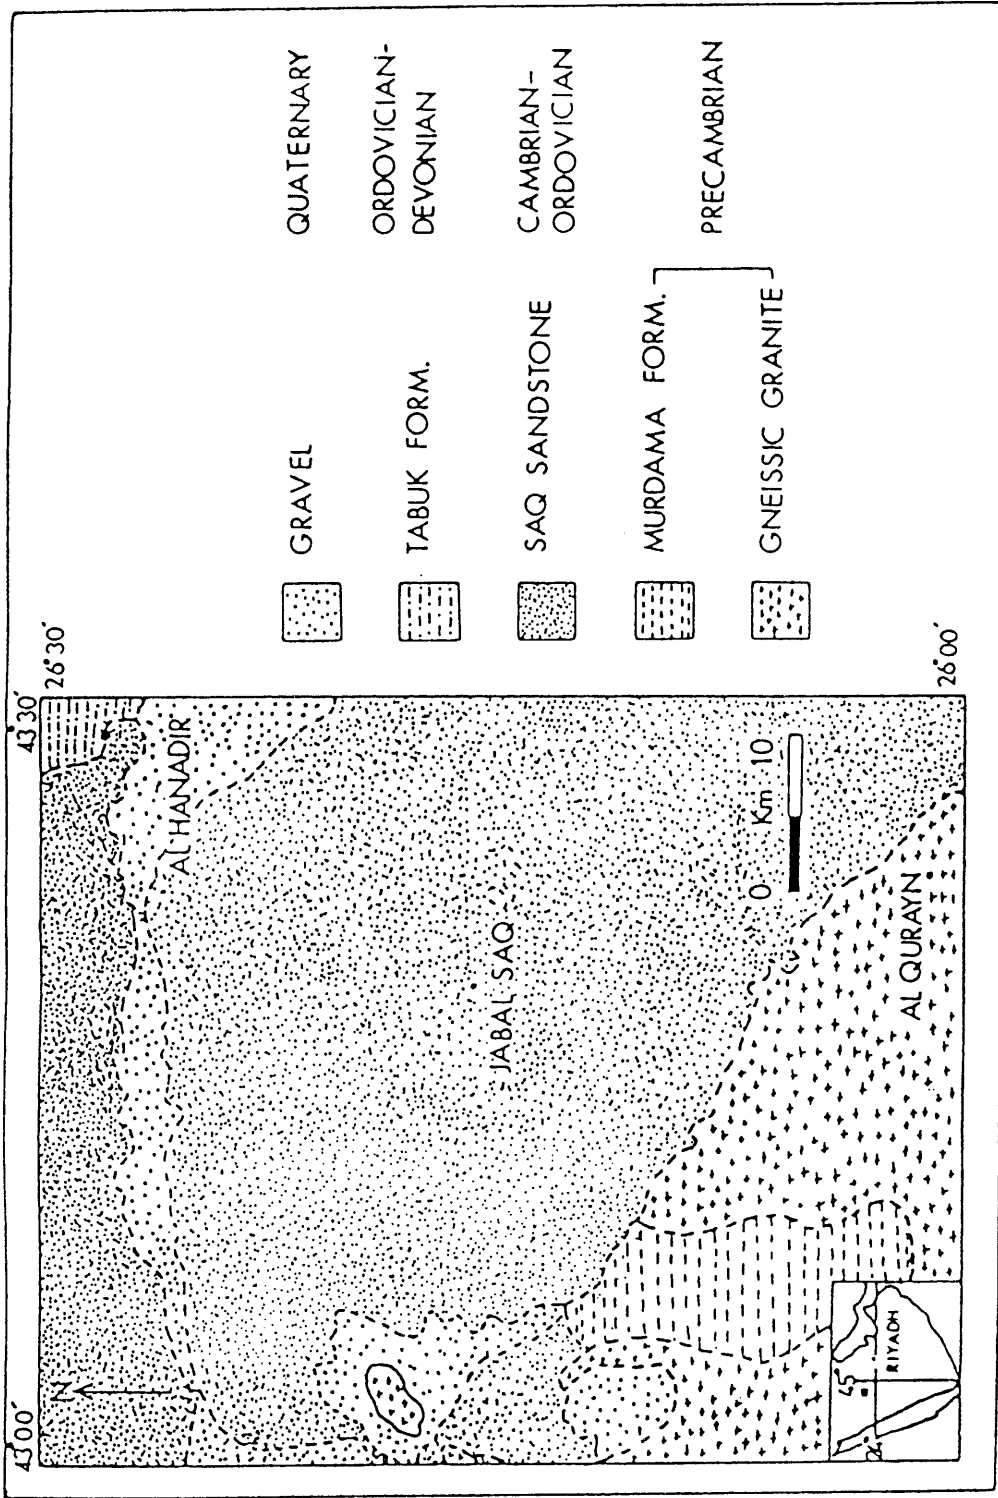 43°00′
43°30′
26°30′
N
AL HANADIR
JABAL SAQ
0 Km 10
AL QURAYN
26°00′
45°
26°
RIYADH
GRAVEL
QUATERNARY
TABUK FORM.
ORDOVICIAN-
DEVONIAN
SAQ SANDSTONE
CAMBRIAN-
ORDOVICIAN
MURDAMA FORM.
GNEISSIC GRANITE
PRECAMBRIAN